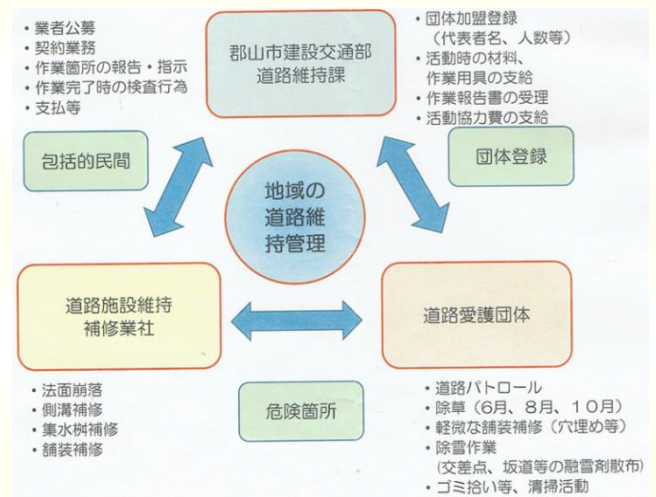 ・業者公募
・契約業務
・作業箇所の報告・指示
・作業完了時の検査行為
・支払等
郡山市建設交通部
道路維持課
・団体加盟登録
（代表者名、人数等）
・活動時の材料、
作業用具の支給
・作業報告書の受理
・活動協力費の支給
包括的民間
団体登録
地域の
道路維
持管理
道路施設維持
補修業社
道路愛護団体
・法面崩落
・側溝補修
・集水桝補修
・舗装補修
危険箇所
・道路パトロール
・除草（6月、８月、１０月）
・軽微な舗装補修（穴埋め等）
・除雪作業
(交差点、坂道等の融雪剤散布)
・ゴミ拾い等、清掃活動